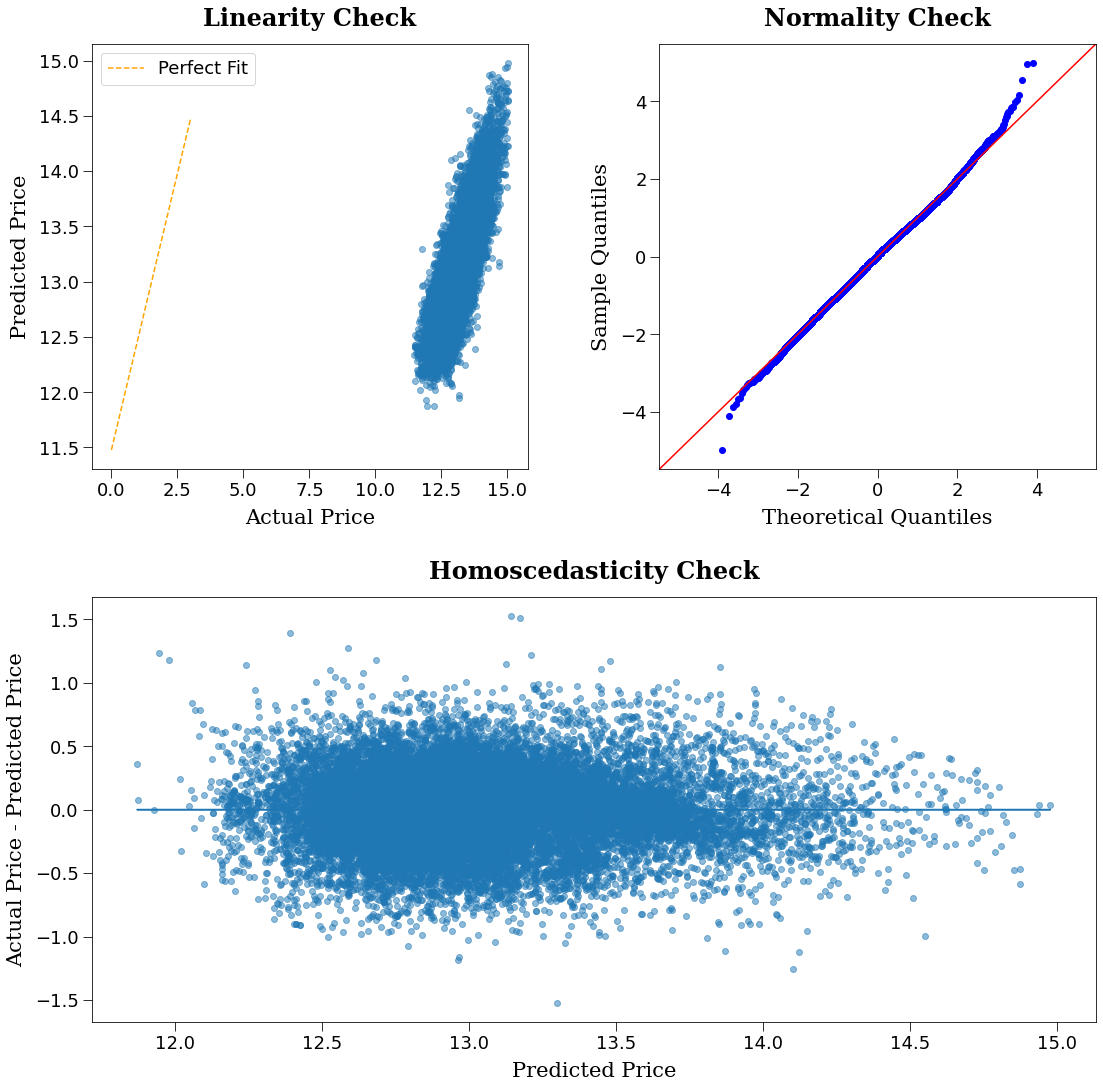 Linearity Check
Perfect Fit
15.0
14.5
14.0
13.5
13.0
12.5
12.0
11.5
Predicted Price
0.0 2.5 5.0 7.5 10.0 12.5 15.0
Actual Price
Normality Check
4
2
0
−2
−4
Sample Quantiles
−4 −2 0 2 4
Theoretical Quantiles
Homoscedasticity Check
1.5
1.0
0.5
0.0
−0.5
−1.0
−1.5
Actual Price - Predicted Price
12.0 12.5 13.0 13.5 14.0 14.5 15.0
Predicted Price